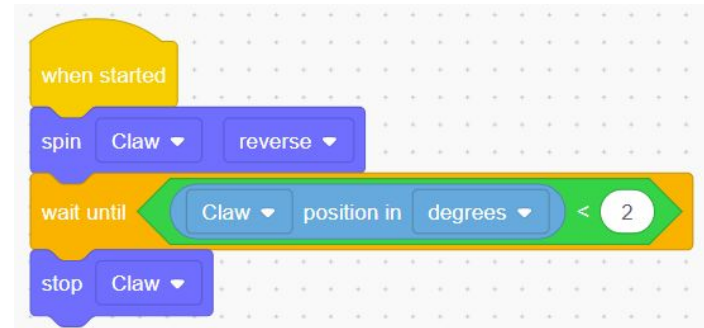 when started
spin Claw reverse
wait until Claw position in degrees < 2
stop Claw